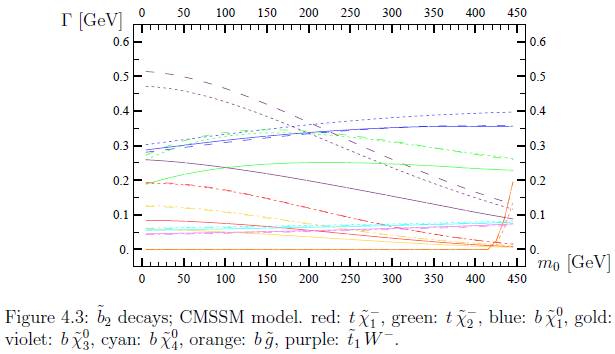 0 50 100 150 200 250 300 350 400 450
Γ [GeV]
0.6 0.6
0.5 0.5
0.4 0.4
0.3 0.3
0.2 0.2
0.1 0.1
0. 0.
m₀ [GeV]
0 50 100 150 200 250 300 350 400 450
Figure 4.3: b̃₂ decays; CMSSM model. red: t χ̃₁⁻, green: t χ̃₂⁻, blue: b χ̃₁⁰, gold:
violet: b χ̃₃⁰, cyan: b χ̃₄⁰, orange: b g̃, purple: t̃₁ W⁻.